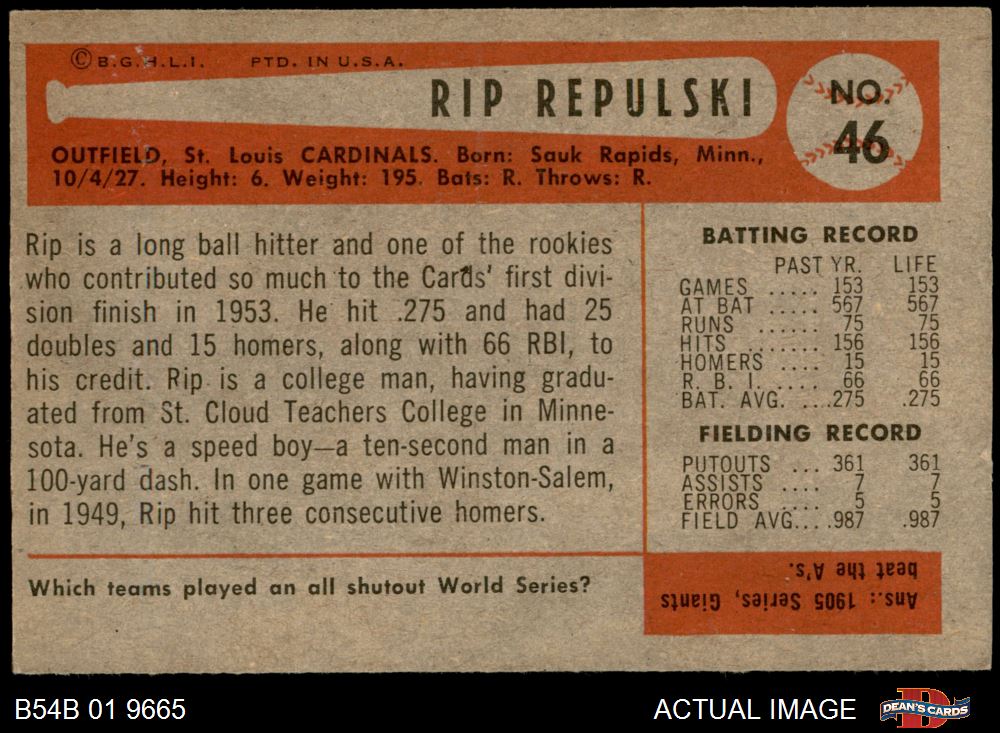 © B.G.H.L.I. PTD. IN U.S.A.
RIP REPULSKI
NO.
46
OUTFIELD, St. Louis CARDINALS. Born: Sauk Rapids, Minn.,
10/4/27. Height: 6. Weight: 195. Bats: R. Throws: R.
Rip is a long ball hitter and one of the rookies
who contributed so much to the Cards' first divi-
sion finish in 1953. He hit .275 and had 25
doubles and 15 homers, along with 66 RBI, to
his credit. Rip is a college man, having gradu-
ated from St. Cloud Teachers College in Minne-
sota. He's a speed boy—a ten-second man in a
100-yard dash. In one game with Winston-Salem,
in 1949, Rip hit three consecutive homers.
BATTING RECORD
PAST YR. LIFE
GAMES ..... 153 153
AT BAT ..... 567 567
RUNS ...... 75 75
HITS ....... 156 156
HOMERS .... 15 15
R. B. I. .... 66 66
BAT. AVG. ...275 .275
FIELDING RECORD
PUTOUTS ... 361 361
ASSISTS .... 7 7
ERRORS .... 5 5
FIELD AVG....987 .987
Which teams played an all shutout World Series?
Ans.: 1905 Series, Giants
beat the A's.
B54B 01 9665
ACTUAL IMAGE
D
DEAN'S CARDS